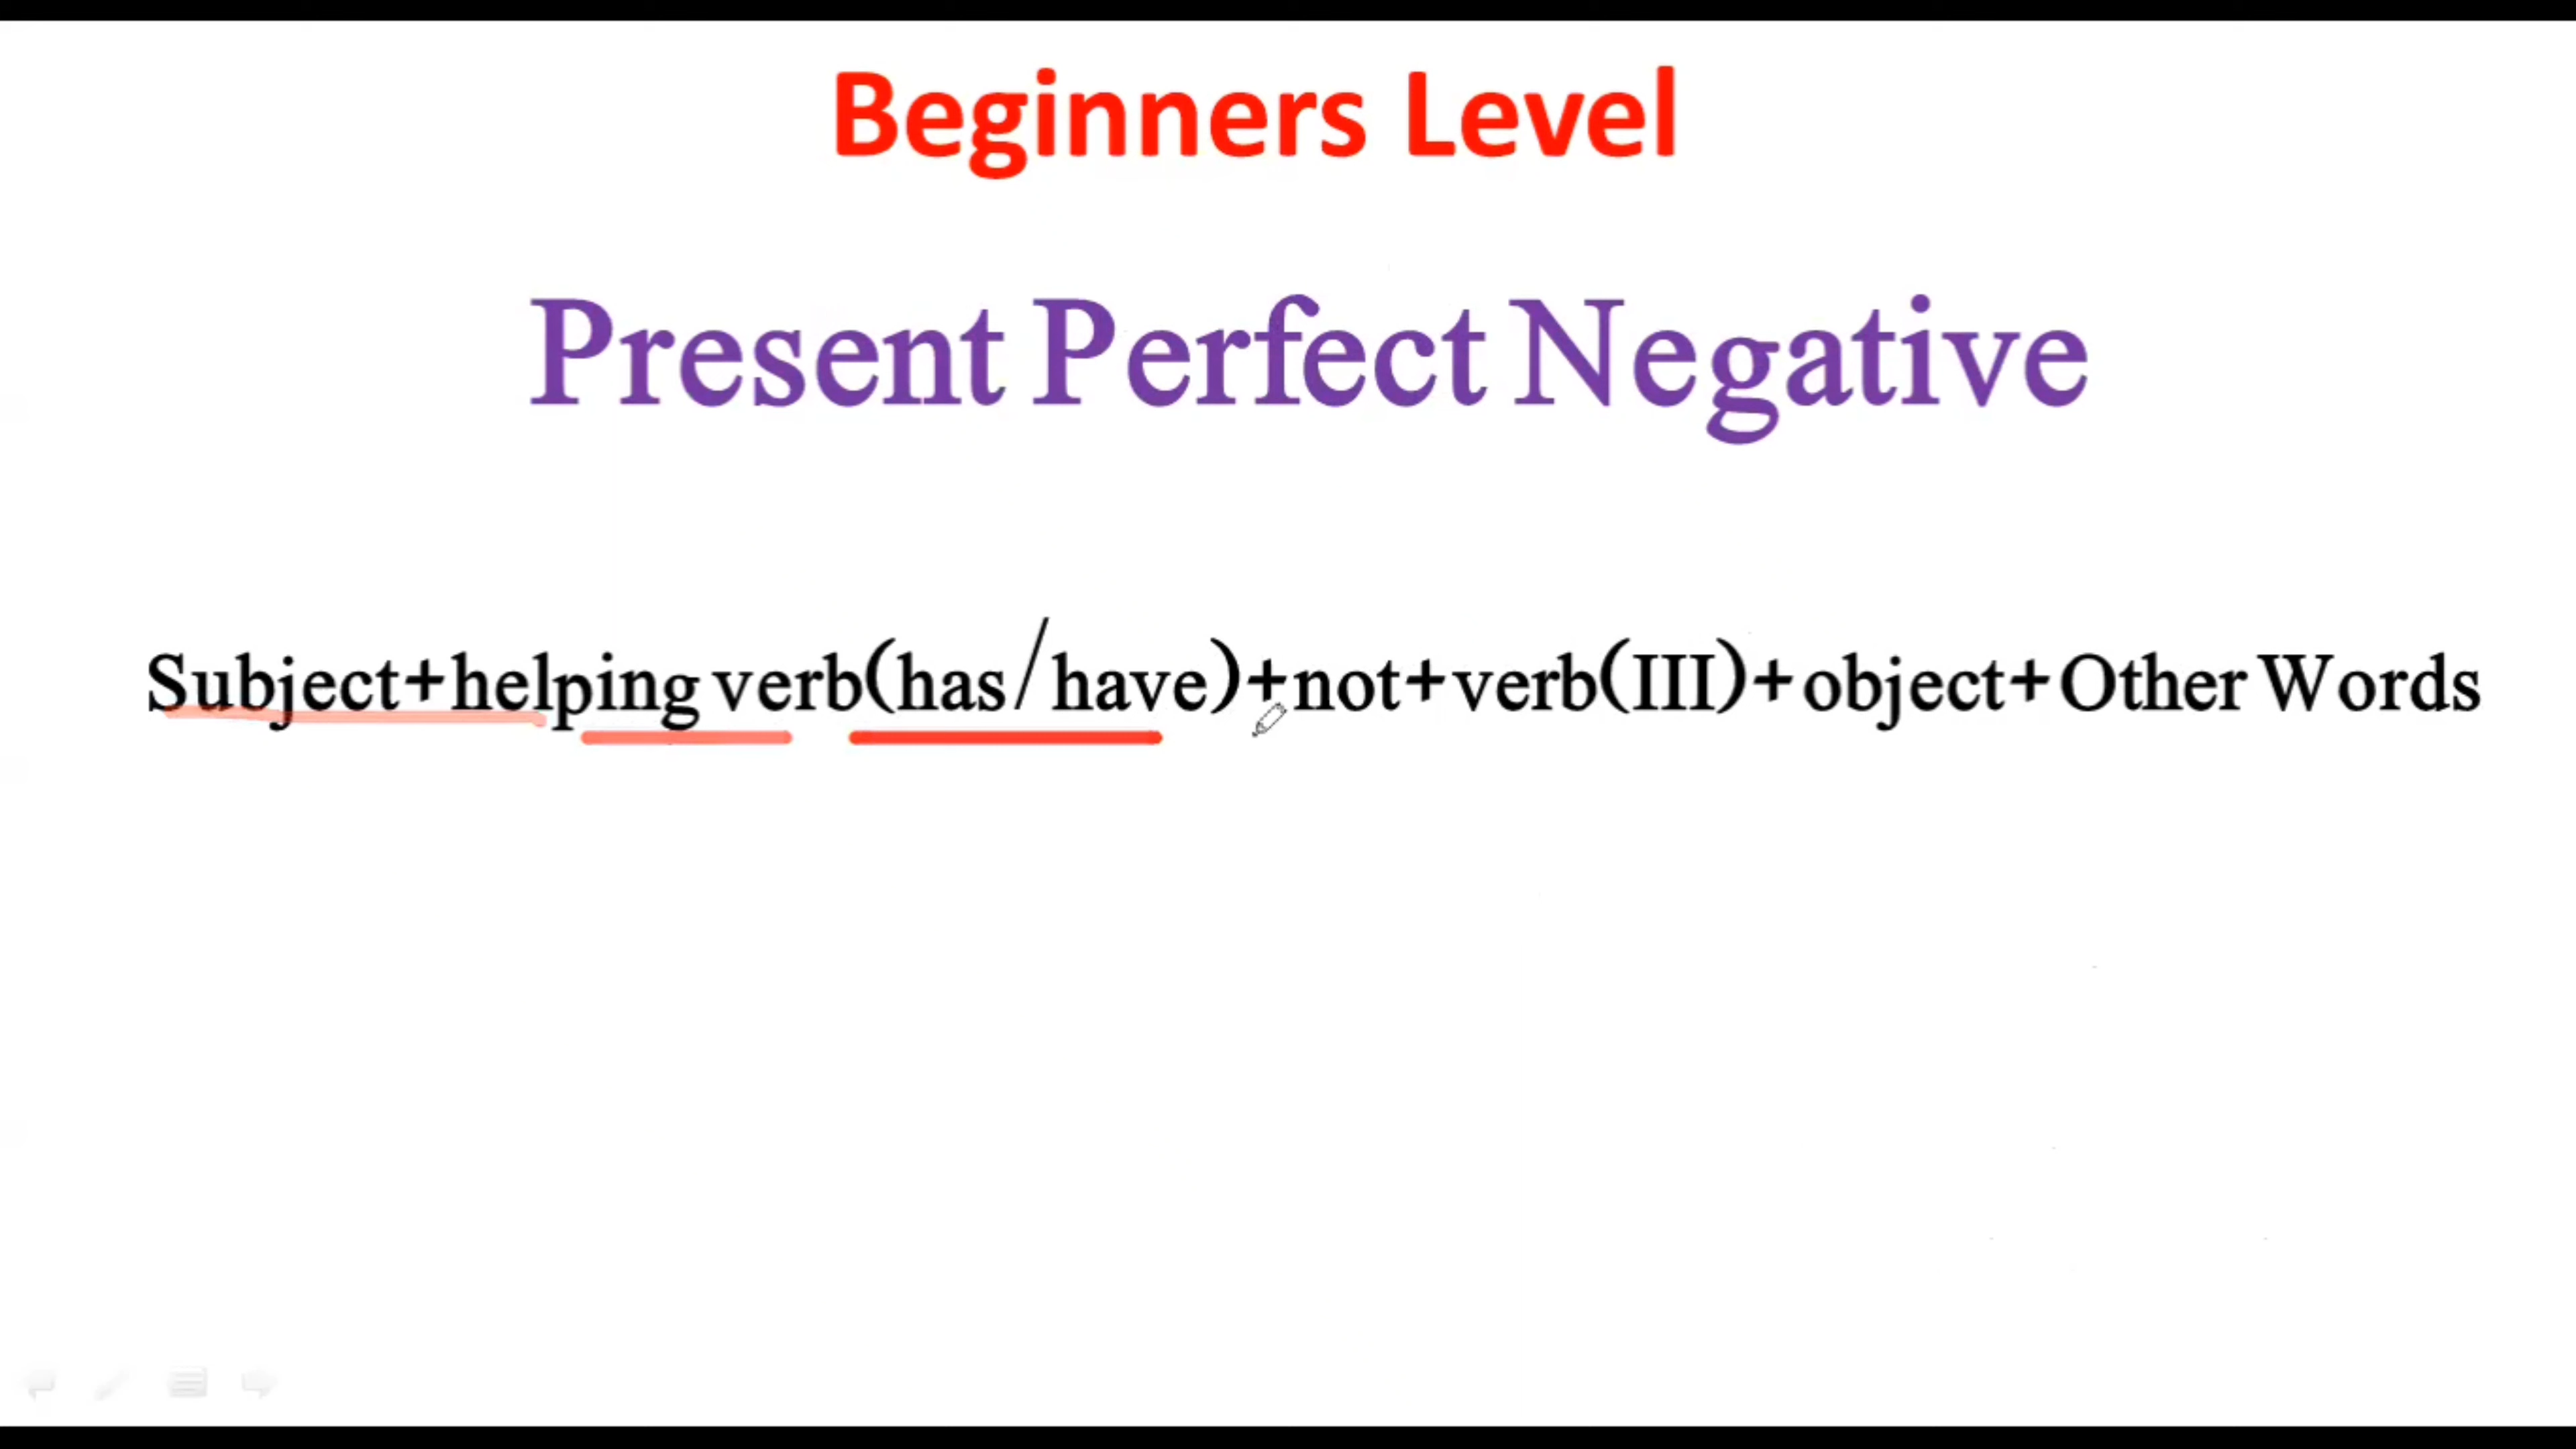 Beginners Level
Present Perfect Negative
Subject+helping verb(has/have)+not+verb(III)+object+Other Words